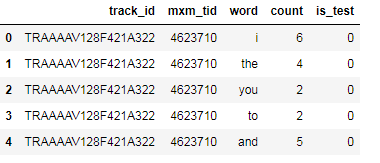 track_id mxm_tid word count is_test
0 TRAAAAV128F421A322 4623710 i 6 0
1 TRAAAAV128F421A322 4623710 the 4 0
2 TRAAAAV128F421A322 4623710 you 2 0
3 TRAAAAV128F421A322 4623710 to 2 0
4 TRAAAAV128F421A322 4623710 and 5 0